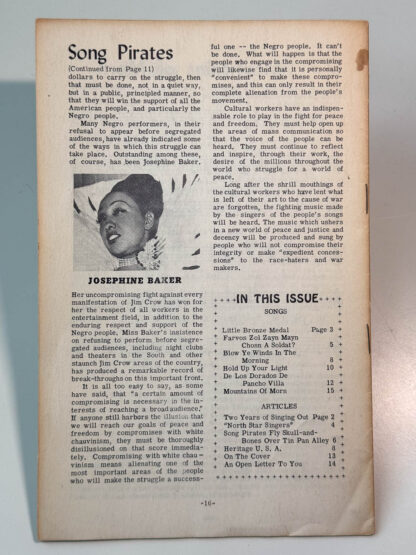 Song Pirates
(Continued from Page 11)
dollars to carry on the struggle, then
that must be done, not in a quiet way,
but in a public, principled manner, so
that they will win the support of all the
American people, and particularly the
Negro people.
Many Negro performers, in their
refusal to appear before segregated
audiences, have already indicated some
of the ways in which this struggle can
take place. Outstanding among these,
of course, has been Josephine Baker.
JOSEPHINE BAKER
Her uncompromising fight against every
manifestation of Jim Crow has won for
her the respect of all workers in the
entertainment field, in addition to the
enduring respect and support of the
Negro people. Miss Baker's insistence
on refusing to perform before segre-
gated audiences, including night clubs
and theaters in the South and other
staunch Jim Crow areas of the country,
has produced a remarkable record of
break-throughs on this important front.
It is all too easy to say, as some
have said, that "a certain amount of
compromising is necessary in the in-
terests of reaching a broad audience."
If anyone still harbors the illusion that
we will reach our goals of peace and
freedom by compromises with white
chauvinism, they must be thoroughly
disillusioned on that score immedia-
tely. Compromising with white chau-
vinism means alienating one of the
most important areas of the people
who will make the struggle a success-
ful one -- the Negro people. It can't
be done. What will happen is that the
people who engage in the compromising
will likewise find that it is personally
"convenient" to make these compro-
mises, and this can only result in their
complete alienation from the people's
movement.
Cultural workers have an indispen-
sable role to play in the fight for peace
and freedom. They must help open up
the areas of mass communication so
that the voice of the people can be
heard. They must continue to reflect
and inspire, through their work, the
desire of the millions throughout the
world who struggle for a world of
peace.
Long after the shrill mouthings of
the cultural workers who have lent what
is left of their art to the cause of war
are forgotten, the fighting music made
by the singers of the people's songs
will be heard. The music which ushers
in a new world of peace and justice and
decency will be produced and sung by
people who will not compromise their
integrity or make "expedient conces-
sions" to the race-haters and war
makers.
IN THIS ISSUE
SONGS
Little Bronze Medal Page 3
Farvos Zol Zayn Mayn
Chosn A Soldat? 5
Blow Ye Winds In The
Morning 8
Hold Up Your Light 10
De Los Dorados De
Pancho Villa 12
Mountains Of Morn 15
ARTICLES
Two Years of Singing Out Page 2
"North Star Singers" 4
Song Pirates Fly Skull-and-
Bones Over Tin Pan Alley 6
Heritage U. S. A. 8
On The Cover 13
An Open Letter To You 14
-16-